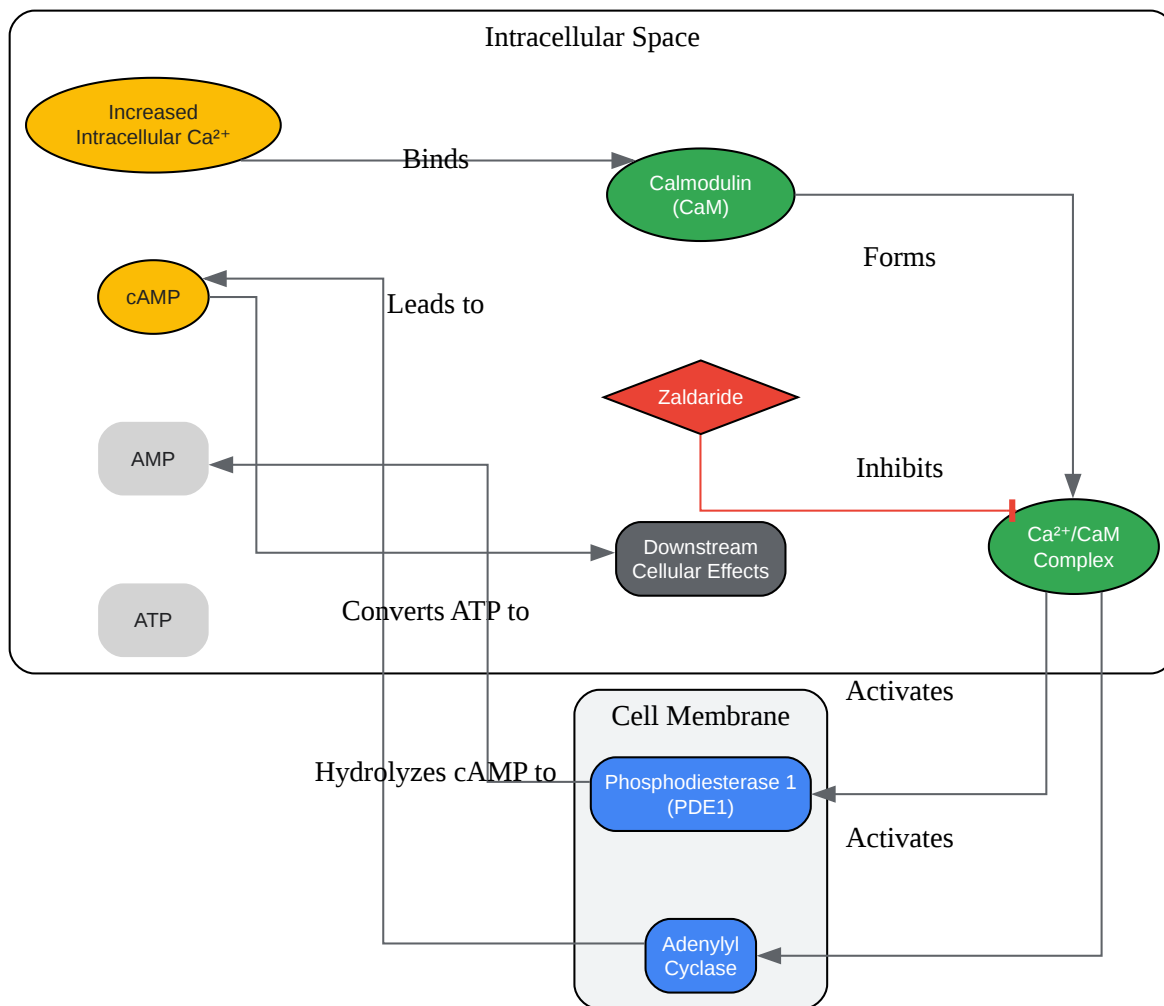 Intracellular Space
Increased
Intracellular Ca²⁺
Binds
Calmodulin
(CaM)
Forms
cAMP
Leads to
Zaldaride
AMP
Inhibits
Downstream
Cellular Effects
Ca²⁺/CaM
Complex
ATP
Converts ATP to
Activates
Cell Membrane
Hydrolyzes cAMP to
Phosphodiesterase 1
(PDE1)
Activates
Adenylyl
Cyclase